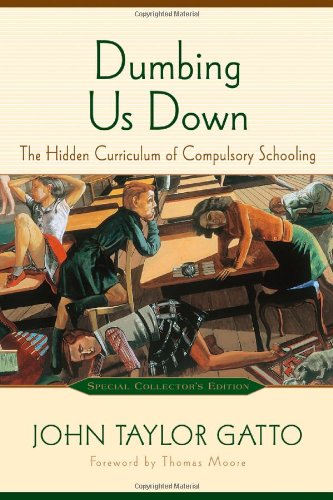 Dumbing
Us Down
The Hidden Curriculum of Compulsory Schooling
SPECIAL COLLECTOR'S EDITION
JOHN TAYLOR GATTO
Foreword by Thomas Moore